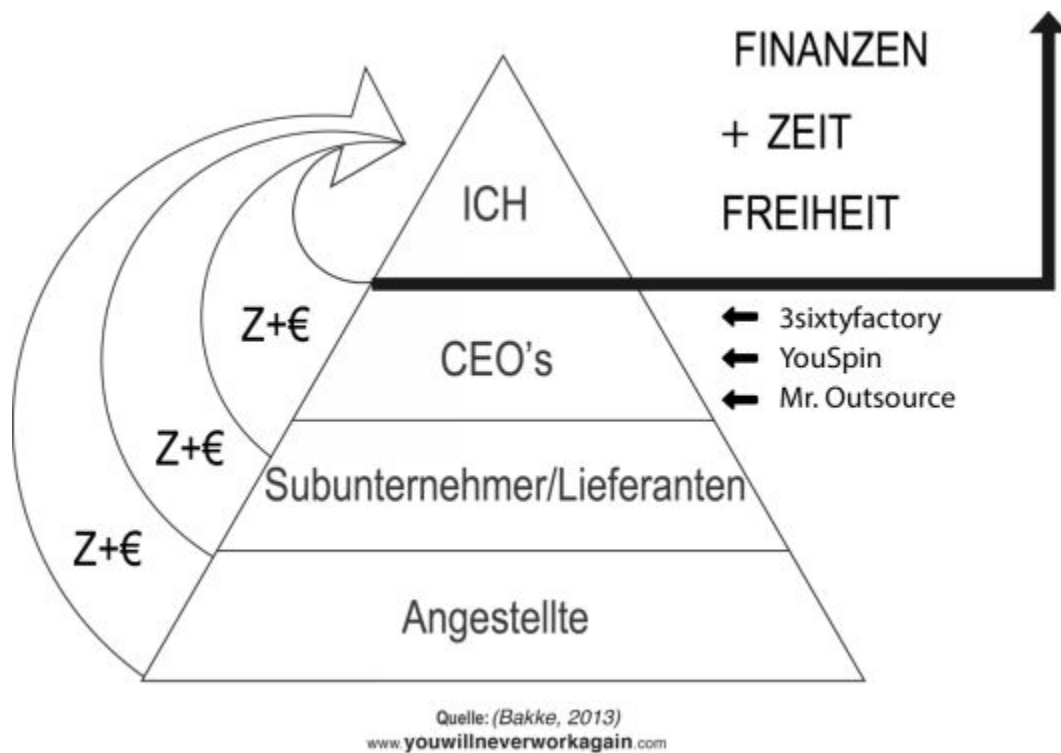 FINANZEN
+ ZEIT
FREIHEIT
ICH
3sixtyfactory
YouSpin
Mr. Outsource
Z+€
CEO's
Z+€
Subunternehmer/Lieferanten
Z+€
Angestellte
Quelle: (Bakke, 2013)
www.youwillneverworkagain.com